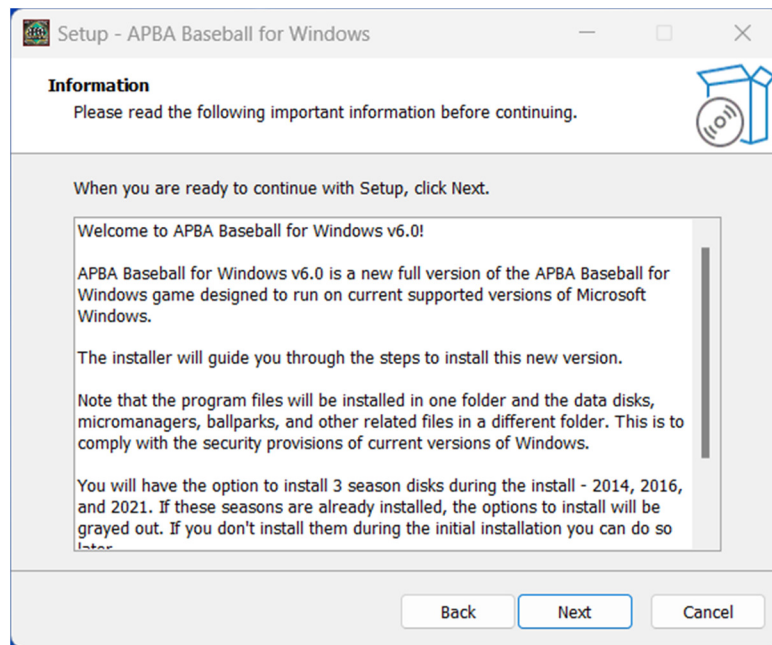 Setup - APBA Baseball for Windows
Information
Please read the following important information before continuing.
When you are ready to continue with Setup, click Next.
Welcome to APBA Baseball for Windows v6.0!
APBA Baseball for Windows v6.0 is a new full version of the APBA Baseball for
Windows game designed to run on current supported versions of Microsoft
Windows.
The installer will guide you through the steps to install this new version.
Note that the program files will be installed in one folder and the data disks,
micromanagers, ballparks, and other related files in a different folder. This is to
comply with the security provisions of current versions of Windows.
You will have the option to install 3 season disks during the install - 2014, 2016,
and 2021. If these seasons are already installed, the options to install will be
grayed out. If you don't install them during the initial installation you can do so
later
Back
Next
Cancel